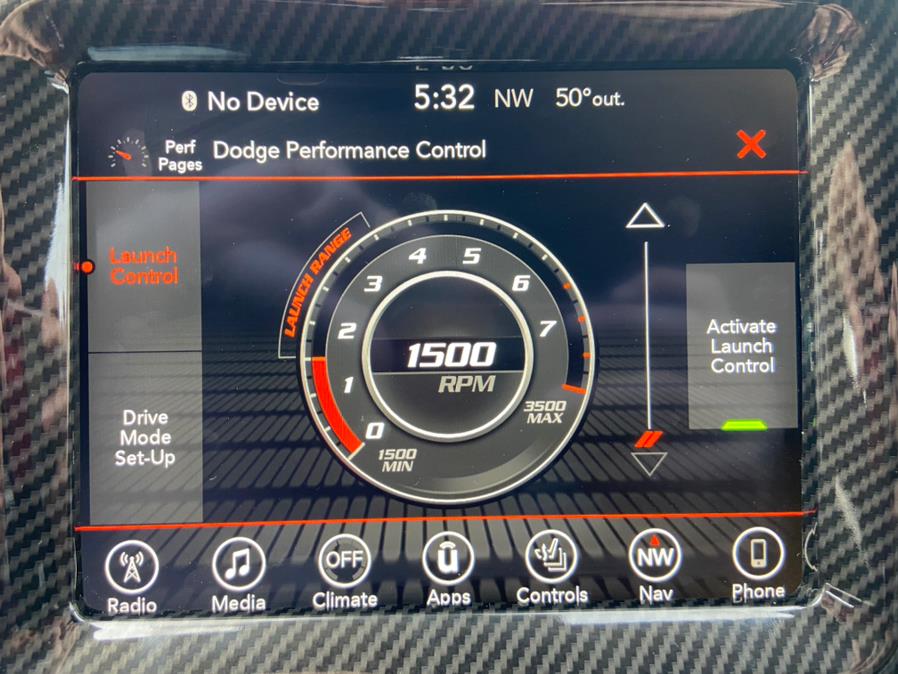 No Device 5:32 NW 50°out.
Perf
Pages
Dodge Performance Control
Launch
Control
Drive
Mode
Set-Up
LAUNCH RANGE
0
1
2
3
4
5
6
7
1500
RPM
1500
MIN
3500
MAX
Activate
Launch
Control
OFF
NW
Radio Media Climate Apps Controls Nav Phone